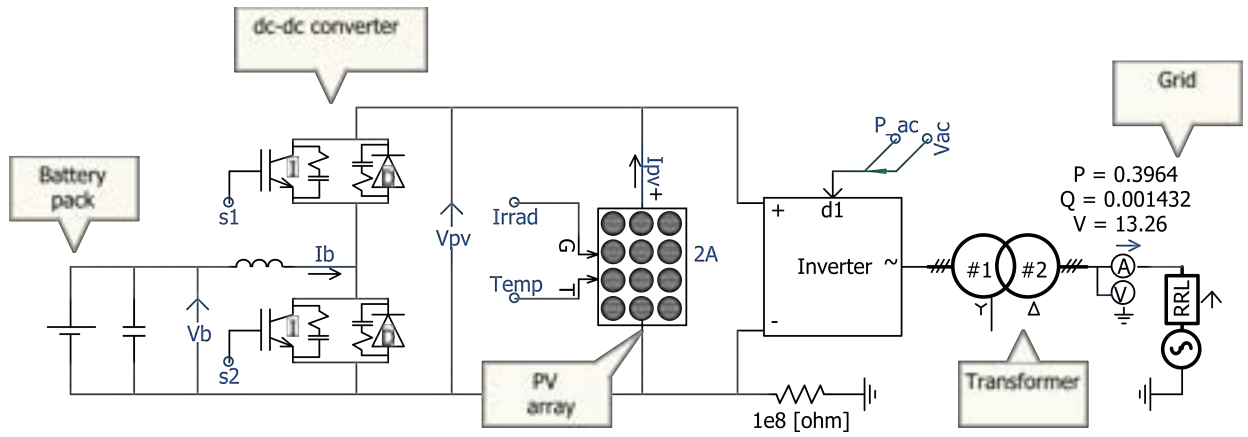 dc-dc converter
Grid
Battery
pack
I
D
s1
Ib
Vb
I
D
s2
Vpv
Irrad
Temp
G
T
Ipv
+
2A
PV
array
P_ac
Vac
d1
+
-
Inverter
~
#1
#2
Y
Δ
Transformer
P = 0.3964
Q = 0.001432
V = 13.26
A
V
RRL
1e8 [ohm]